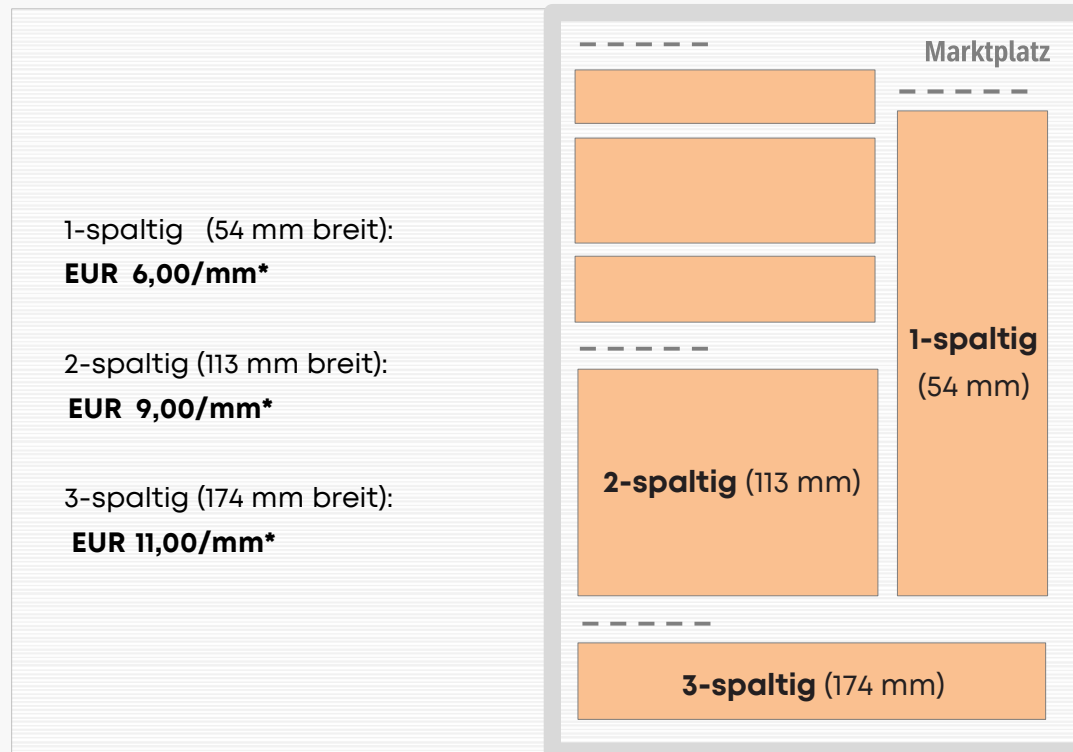 1-spaltig (54 mm breit):
EUR 6,00/mm*
2-spaltig (113 mm breit):
EUR 9,00/mm*
3-spaltig (174 mm breit):
EUR 11,00/mm*
Marktplatz
1-spaltig
(54 mm)
2-spaltig (113 mm)
3-spaltig (174 mm)